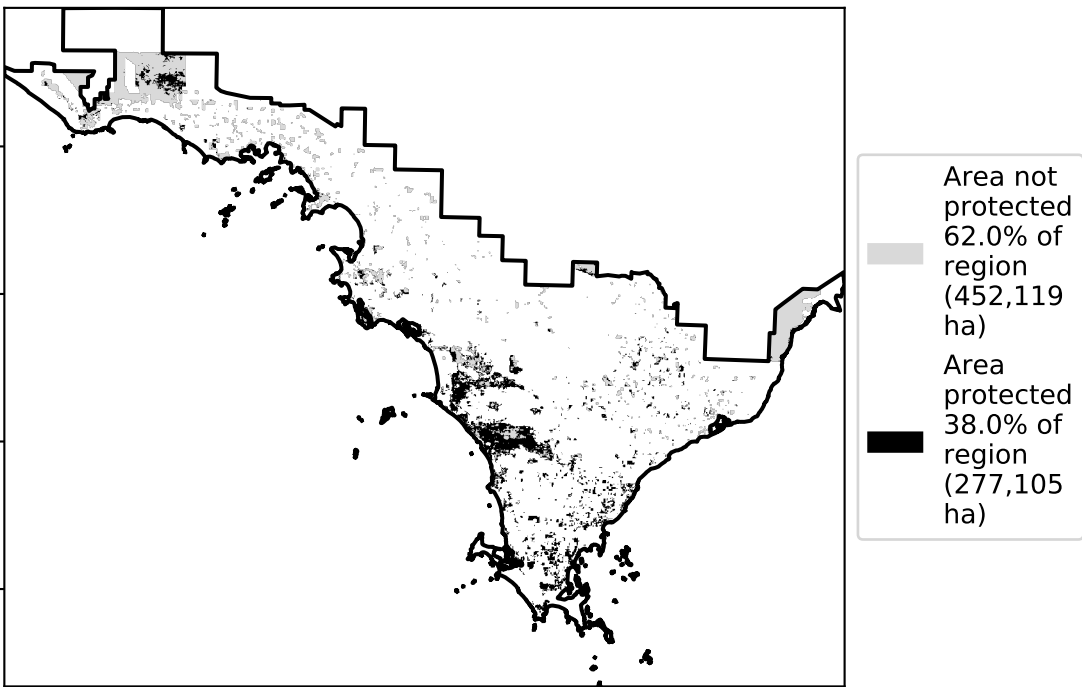 Area not
protected
62.0% of
region
(452,119
ha)
Area
protected
38.0% of
region
(277,105
ha)